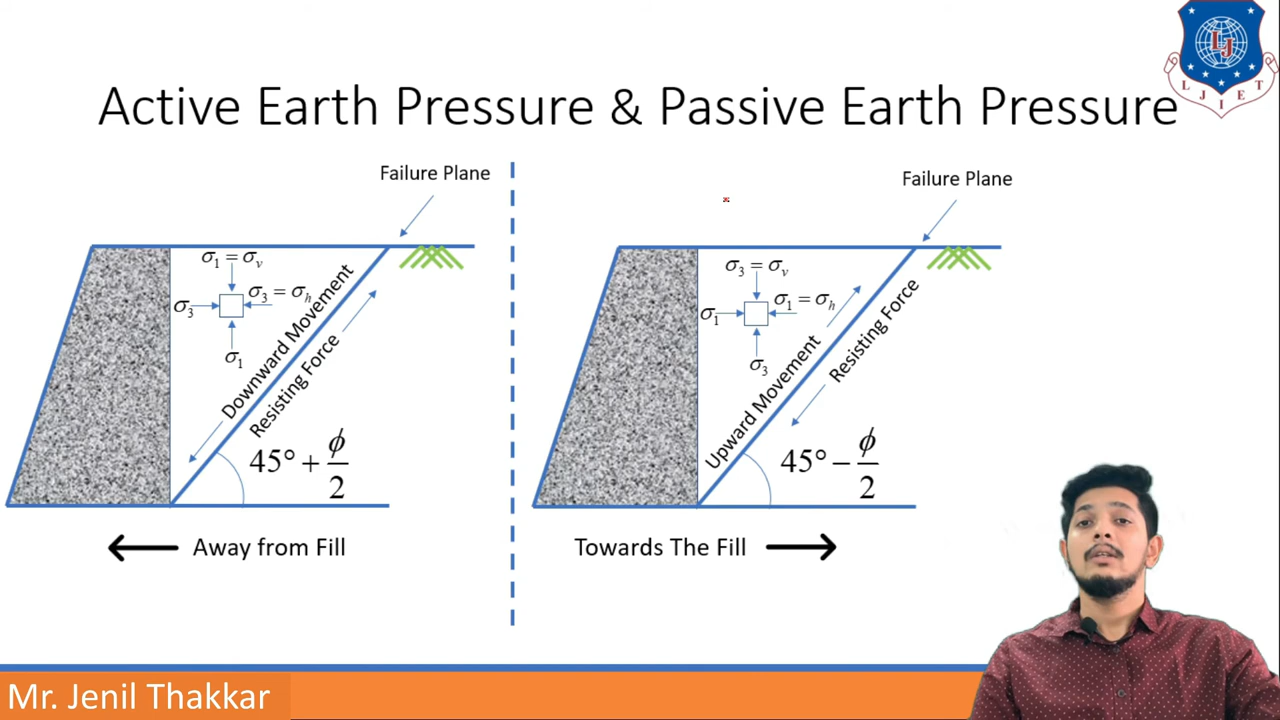 Active Earth Pressure & Passive Earth Pressure
LJ
LJIET
Failure Plane
σ₁ = σᵥ
σ₃ = σₕ
σ₃
σ₁
Downward Movement
Resisting Force
45° + ϕ/2
Away from Fill
Failure Plane
σ₃ = σᵥ
σ₁ = σₕ
σ₁
σ₃
Upward Movement
Resisting Force
45° − ϕ/2
Towards The Fill
Mr. Jenil Thakkar